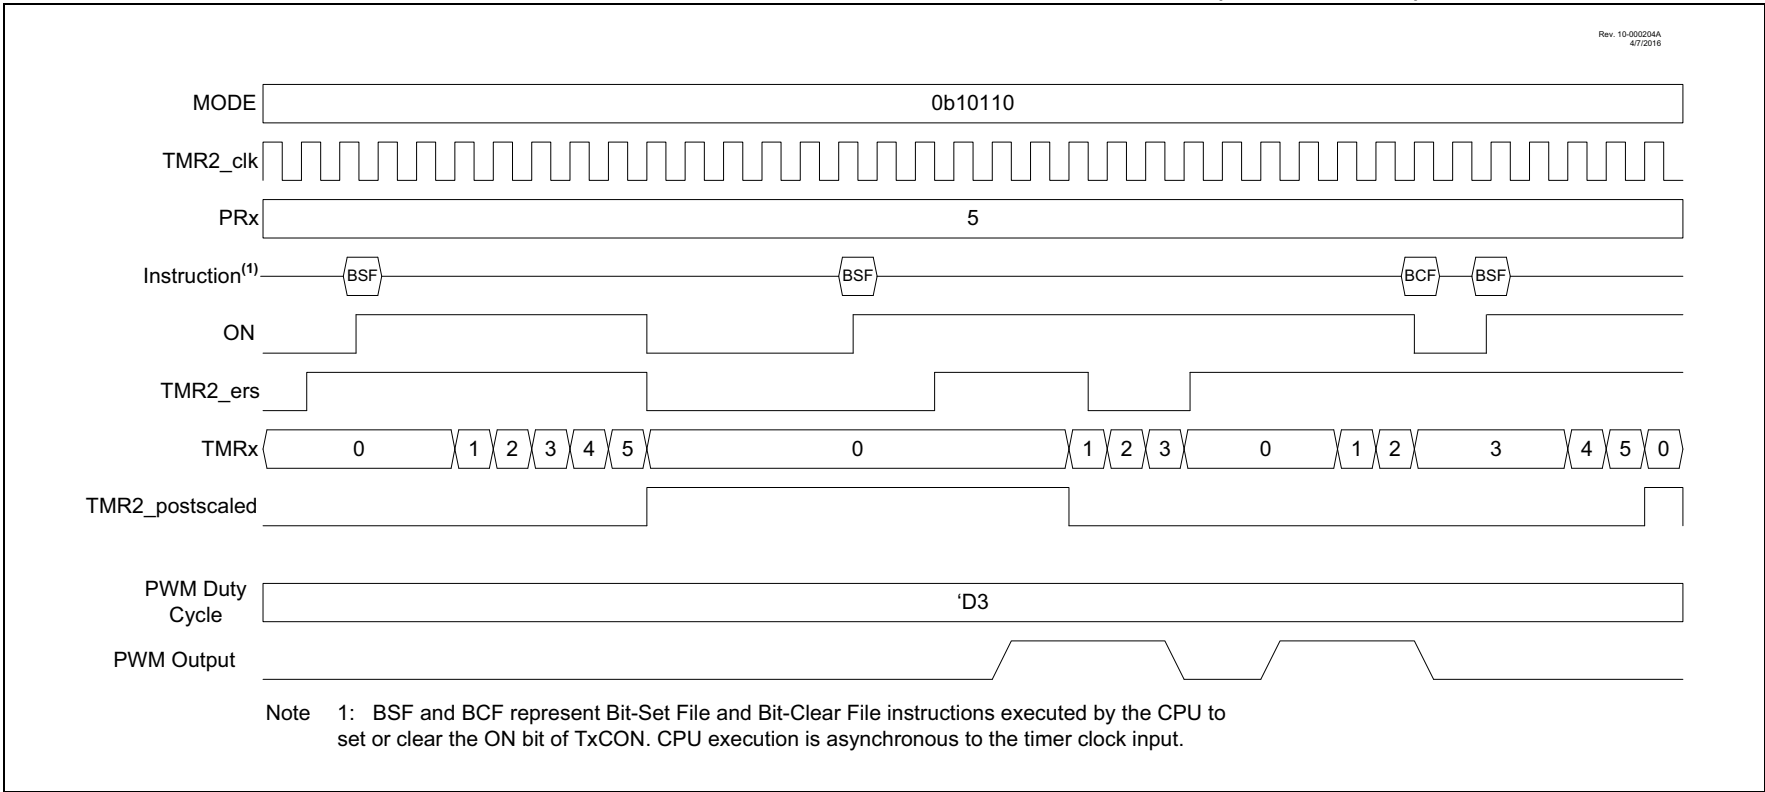 Rev. 10-000204A
4/7/2016
MODE 0b10110
TMR2_clk
PRx 5
Instruction(1) BSF BSF BCF BSF
ON
TMR2_ers
TMRx 0 1 2 3 4 5 0 1 2 3 0 1 2 3 4 5 0
TMR2_postscaled
PWM Duty
Cycle
‘D3
PWM Output
Note 1: BSF and BCF represent Bit-Set File and Bit-Clear File instructions executed by the CPU to
set or clear the ON bit of TxCON. CPU execution is asynchronous to the timer clock input.